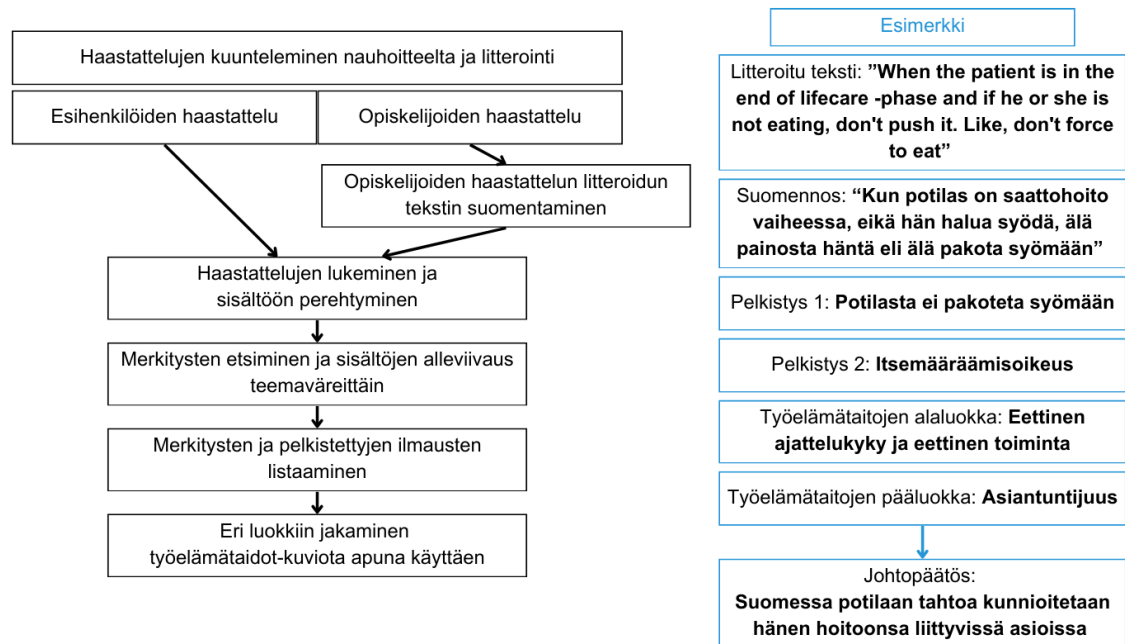 Haastattelujen kuunteleminen nauhoitteelta ja litterointi
Esihenkilöiden haastattelu
Opiskelijoiden haastattelu
Opiskelijoiden haastattelun litteroidun
tekstin suomentaminen
Haastattelujen lukeminen ja
sisältöön perehtyminen
Merkitysten etsiminen ja sisältöjen alleviivaus
teemaväreittäin
Merkitysten ja pelkistettyjen ilmausten
listaaminen
Eri luokkiin jakaminen
työelämätaidot-kuviota apuna käyttäen
Esimerkki
Litteroitu teksti: ”When the patient is in the
end of lifecare -phase and if he or she is
not eating, don't push it. Like, don't force
to eat”
Suomennos: “Kun potilas on saattohoito
vaiheessa, eikä hän halua syödä, älä
painosta häntä eli älä pakota syömään”
Pelkistys 1: Potilasta ei pakoteta syömään
Pelkistys 2: Itsemääräämisoikeus
Työelämätaitojen alaluokka: Eettinen
ajattelukyky ja eettinen toiminta
Työelämätaitojen pääluokka: Asiantuntijuus
Johtopäätös:
Suomessa potilaan tahtoa kunnioitetaan
hänen hoitoonsa liittyvissä asioissa